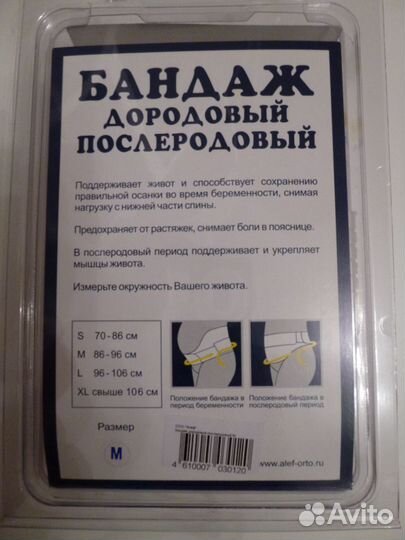 БАНДАЖ
ДОРОДОВЫЙ
ПОСЛЕРОДОВЫЙ
Поддерживает живот и способствует сохранению
правильной осанки во время беременности, снимая
нагрузку с нижней части спины.
Предохраняет от растяжек, снимает боли в пояснице.
В послеродовый период поддерживает и укрепляет
мышцы живота.
Измерьте окружность Вашего живота.
S 70-86 см
M 86-96 см
L 96-106 см
XL свыше 106 см
Положение бандажа в
период беременности
Положение бандажа в
послеродовый период
Размер
M
4 610007 030120
www.alef-orto.ru
Avito